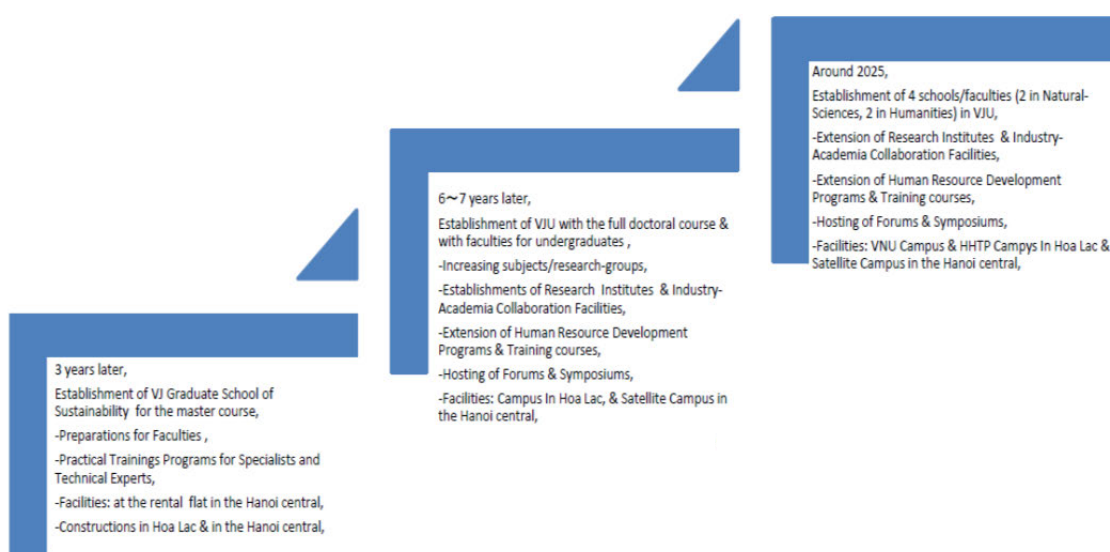 3 years later,
Establishment of VJ Graduate School of
Sustainability for the master course,
-Preparations for Faculties ,
-Practical Trainings Programs for Specialists and
Technical Experts,
-Facilities: at the rental flat in the Hanoi central,
-Constructions in Hoa Lac & in the Hanoi central,
6～7 years later,
Establishment of VJU with the full doctoral course &
with faculties for undergraduates ,
-Increasing subjects/research-groups,
-Establishments of Research Institutes & Industry-
Academia Collaboration Facilities,
-Extension of Human Resource Development
Programs & Training courses,
-Hosting of Forums & Symposiums,
-Facilities: Campus In Hoa Lac, & Satellite Campus in
the Hanoi central,
Around 2025,
Establishment of 4 schools/faculties (2 in Natural-
Sciences, 2 in Humanities) in VJU,
-Extension of Research Institutes & Industry-
Academia Collaboration Facilities,
-Extension of Human Resource Development
Programs & Training courses,
-Hosting of Forums & Symposiums,
-Facilities: VNU Campus & HHTP Campys In Hoa Lac &
Satellite Campus in the Hanoi central,